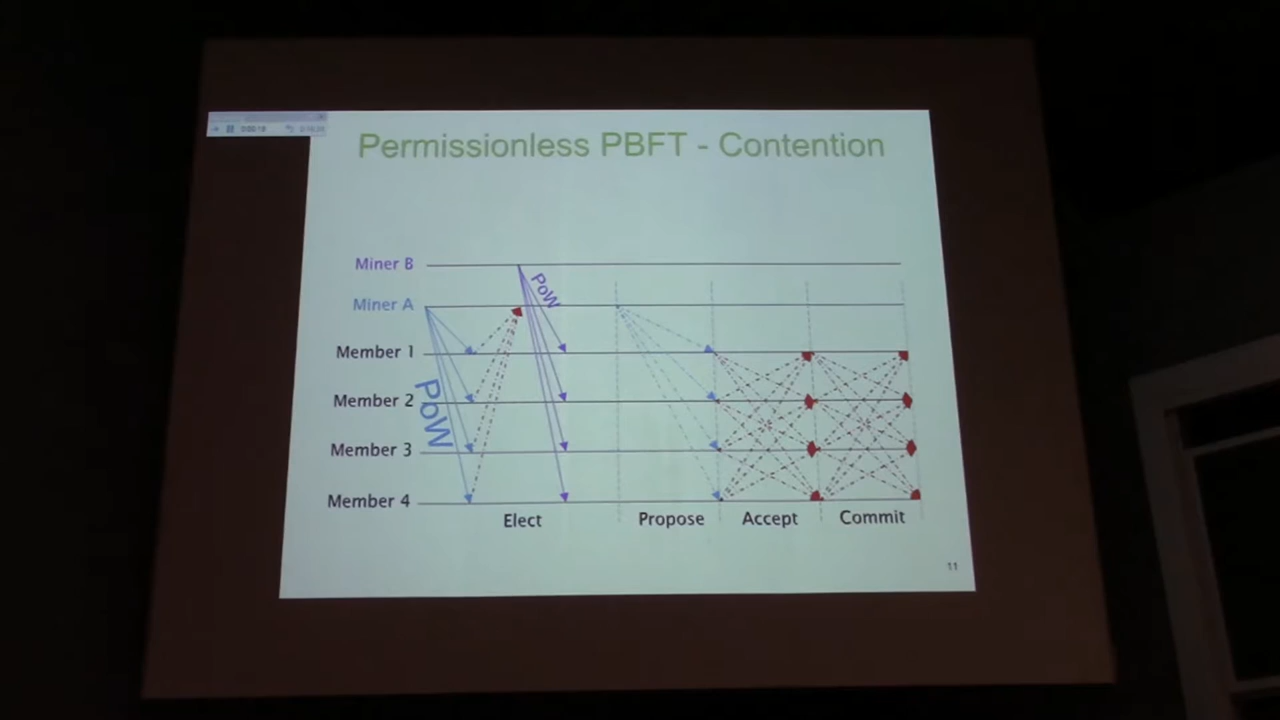 Permissionless PBFT - Contention
Miner B
PoW
Miner A
Member 1
Member 2
PoW
Member 3
Member 4
Elect
Propose
Accept
Commit
11